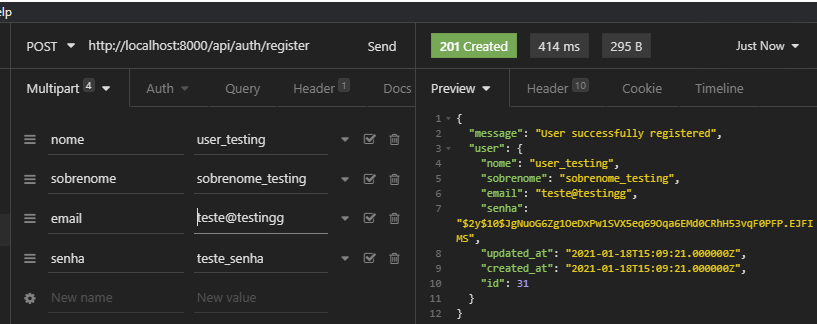 elp
POST http://localhost:8000/api/auth/register Send
201 Created 414 ms 295 B Just Now
Multipart 4 Auth Query Header 1 Docs
Preview Header 10 Cookie Timeline
nome user_testing
sobrenome sobrenome_testing
email teste@testingg
senha teste_senha
New name New value
1 {
2 "message": "User successfully registered",
3 "user": {
4 "nome": "user_testing",
5 "sobrenome": "sobrenome_testing",
6 "email": "teste@testingg",
7 "senha":
"$2y$10$JgNuoG6Zg1OeDxPw1SVX5eq69Oqa6EMd0CRhH53vqF0PFP.EJFI
MS",
8 "updated_at": "2021-01-18T15:09:21.000000Z",
9 "created_at": "2021-01-18T15:09:21.000000Z",
10 "id": 31
11 }
12 }